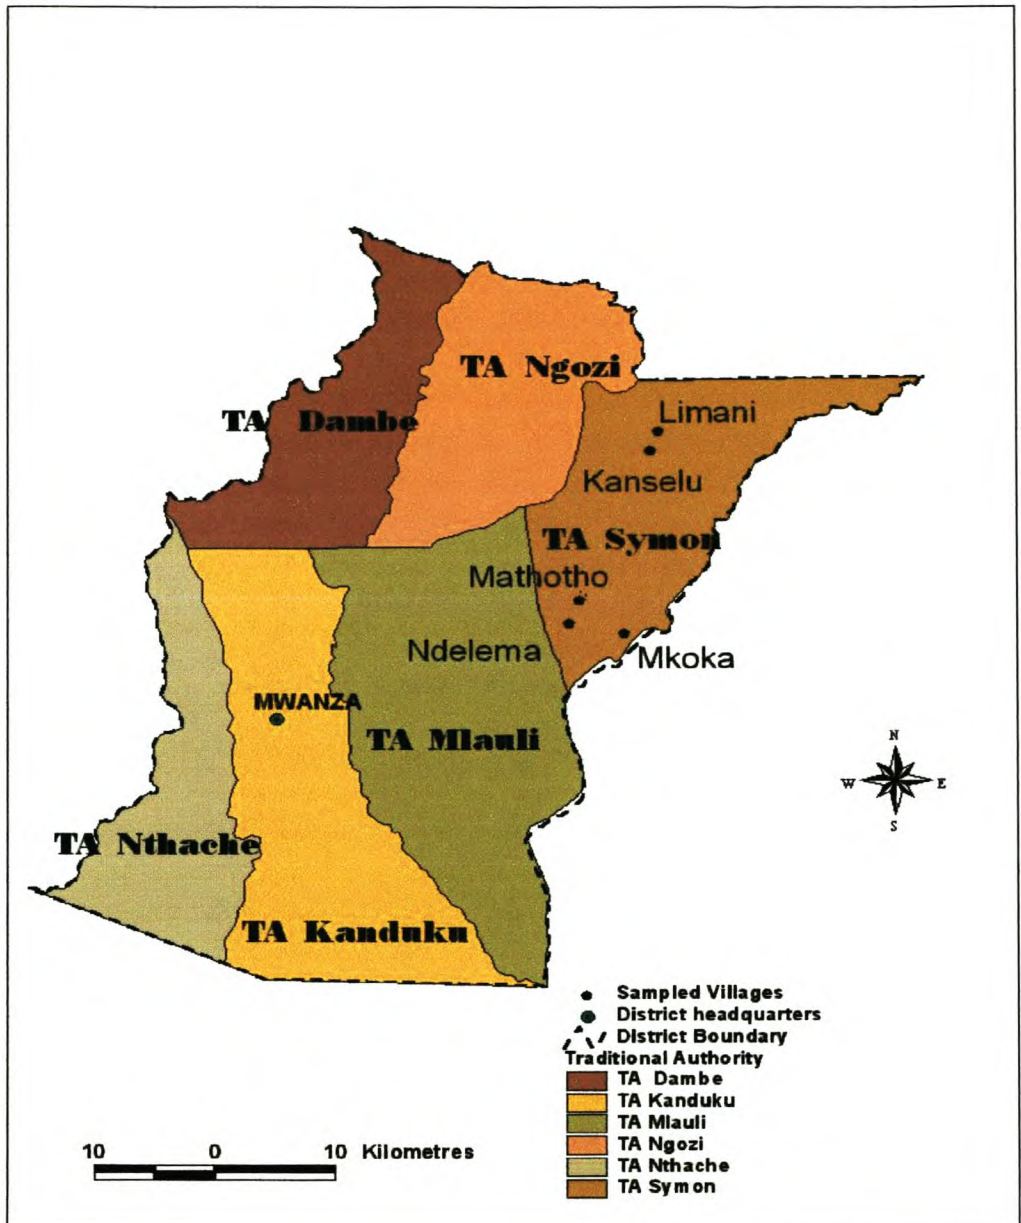 TA Ngozi
Limani
TA Dambe
Kanselu
TA Symon
Mathotho
Ndelema
Mkoka
MWANZA
TA Mlauli
N
W E
S
TA Nthache
TA Kanduku
Sampled Villages
District headquarters
District Boundary
Traditional Authority
TA Dambe
TA Kanduku
TA Mlauli
TA Ngozi
TA Nthache
TA Symon
10 0 10 Kilometres